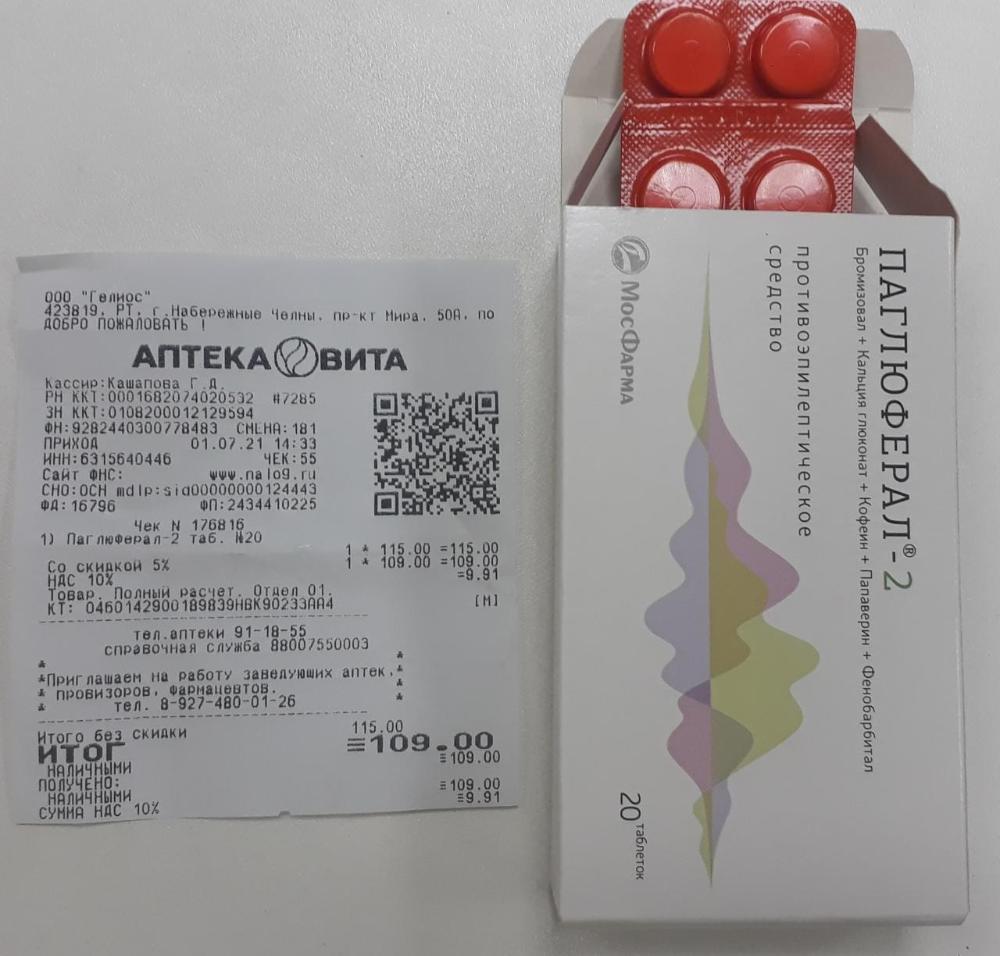 ООО "Гелиос"
423819, РТ, г.Набережные Челны, пр-кт Мира, 50А, по
ДОБРО ПОЖАЛОВАТЬ !
АПТЕКА ВИТА
Кассир:Кашапова Г.Д.
РН ККТ:0001682074020532 #7285
ЗН ККТ:0108200012129594
ФН:9282440300778483 СМЕНА:181
ПРИХОД 01.07.21 14:33
ИНН:6315640446 ЧЕК:55
Сайт ФНС: www.nalog.ru
СНО:ОСН mdlp:sid00000000124443
ФД:16796 ФП:2434410225
Чек N 176816
1) Паглюферал-2 таб. №20
1 * 115.00 =115.00
Со скидкой 5% 1 * 109.00 =109.00
НДС 10% =9.91
Товар. Полный расчет. Отдел 01.
КТ: 0460142900189839НВК90233АА4 [М]
тел.аптеки 91-18-55
справочная служба 88007550003
*Приглашаем на работу заведующих аптек,*
* провизоров, фармацевтов. *
* тел. 8-927-480-01-26 *
Итого без скидки 115.00
ИТОГ ≡109.00
НАЛИЧНЫМИ ≡109.00
ПОЛУЧЕНО:
НАЛИЧНЫМИ ≡109.00
СУММА НДС 10% ≡9.91
ПАГЛЮФЕРАЛ®-2
Бромизовал + Кальция глюконат + Кофеин + Папаверин + Фенобарбитал
противоэпилептическое
средство
МОСФАРМА
20 таблеток